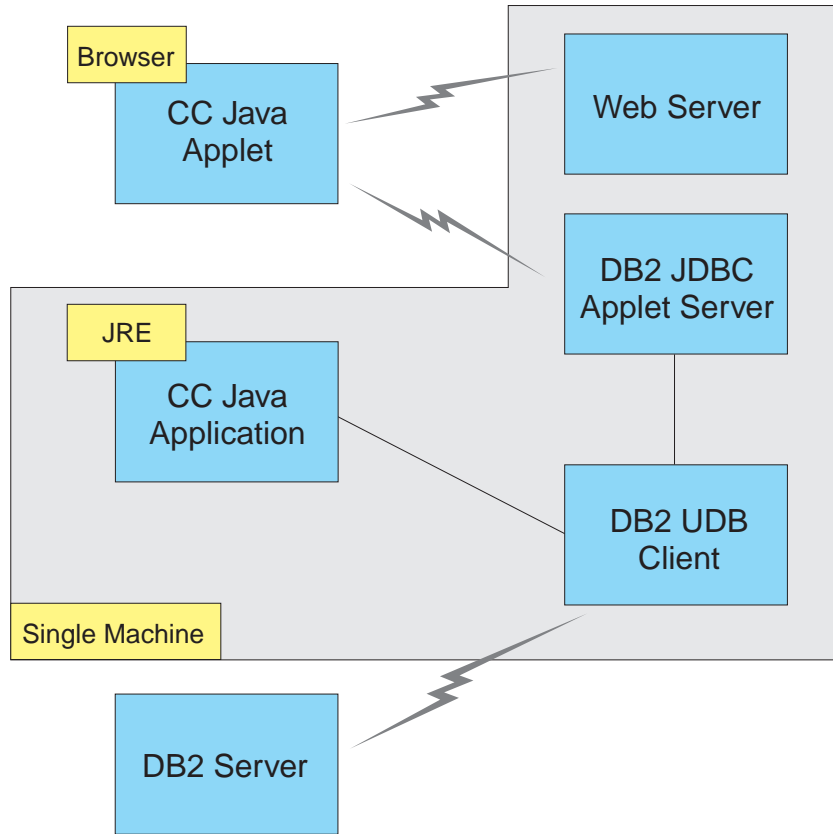 Browser
CC Java
Applet
Web Server
DB2 JDBC
Applet Server
JRE
CC Java
Application
DB2 UDB
Client
Single Machine
DB2 Server